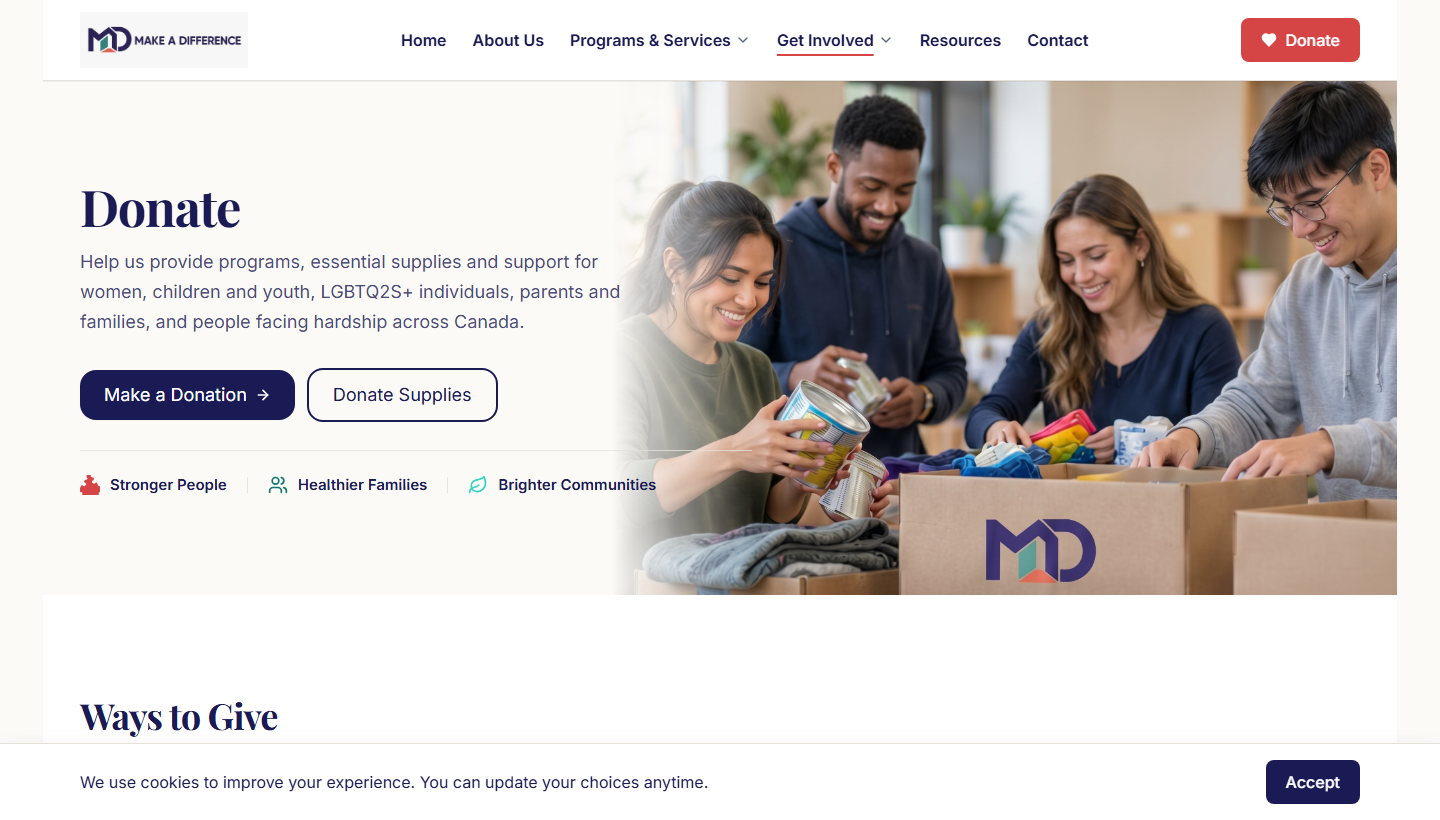 MD MAKE A DIFFERENCE
Home
About Us
Programs & Services
Get Involved
Resources
Contact
Donate
Donate
Help us provide programs, essential supplies and support for
women, children and youth, LGBTQ2S+ individuals, parents and
families, and people facing hardship across Canada.
Make a Donation
Donate Supplies
Stronger People
Healthier Families
Brighter Communities
MD
Ways to Give
We use cookies to improve your experience. You can update your choices anytime.
Accept